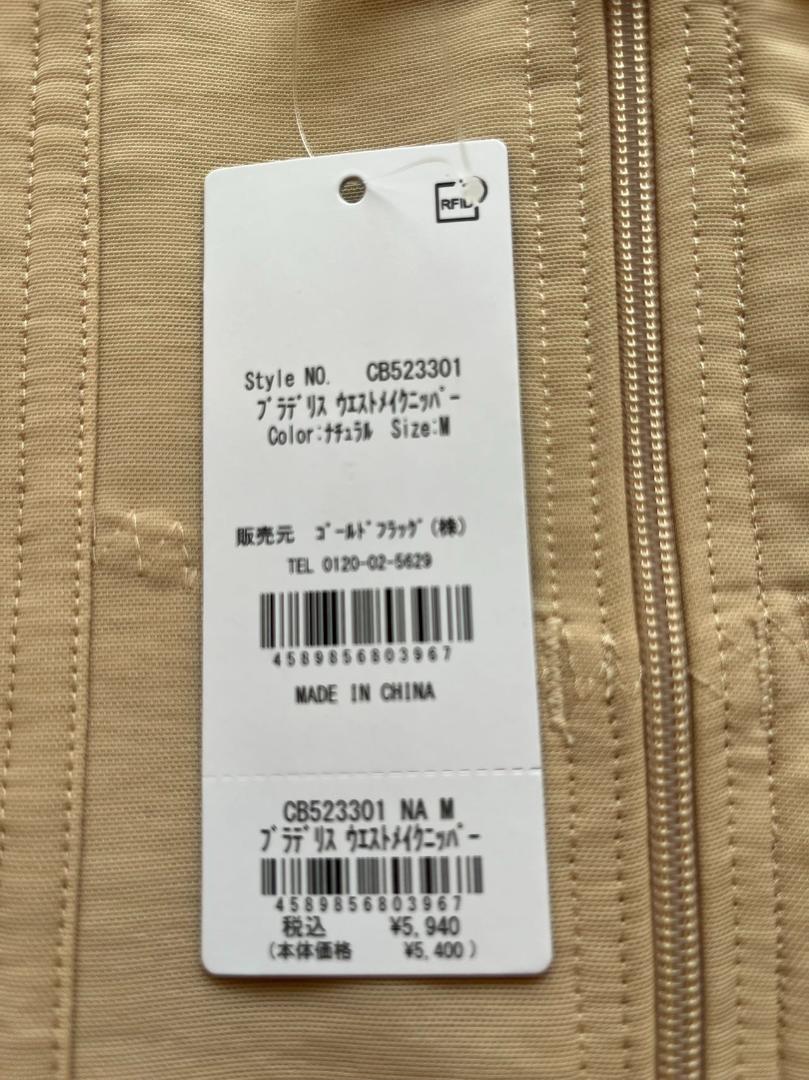 RFID
Style NO. CB523301
ﾌﾞﾗﾃﾞﾘｽ ｳｴｽﾄﾒｲｸﾆｯﾊﾟｰ
Color:ﾅﾁｭﾗﾙ Size:M
販売元 ｺﾞｰﾙﾄﾞﾌﾗｯｸﾞ(株)
TEL 0120-02-5629
4589856803967
MADE IN CHINA
CB523301 NA M
ﾌﾞﾗﾃﾞﾘｽ ｳｴｽﾄﾒｲｸﾆｯﾊﾟｰ
4589856803967
税込 ¥5,940
(本体価格 ¥5,400)